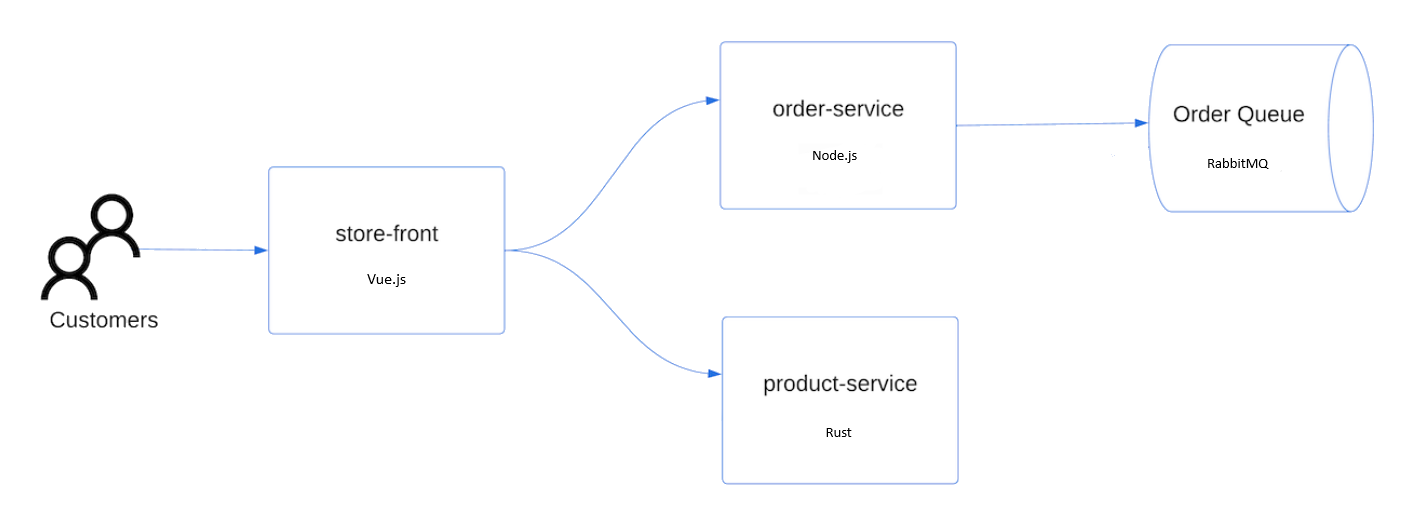 Customers
store-front
Vue.js
order-service
Node.js
product-service
Rust
Order Queue
RabbitMQ